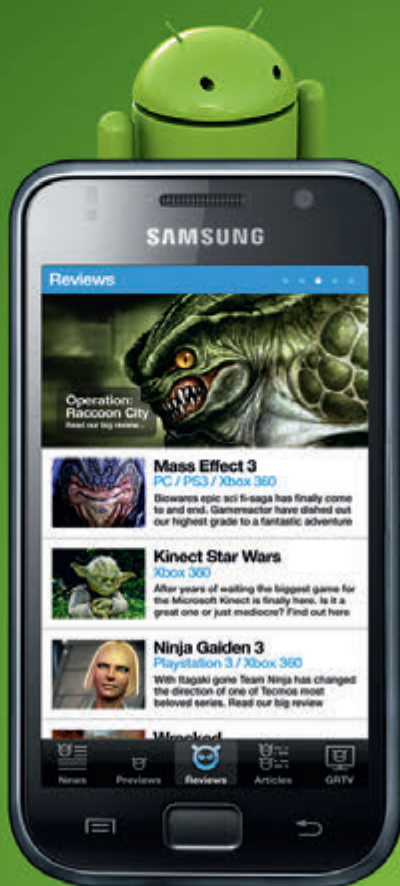 SAMSUNG
Reviews
Operation:
Raccoon City
Read our big review...
Mass Effect 3
PC / PS3 / Xbox 360
Biowares epic sci fi-saga has finally come
to and end. Gamereactor have dished out
our highest grade to a fantastic adventure
Kinect Star Wars
Xbox 360
After years of waiting the biggest game for
the Microsoft Kinect is finally here. Is it a
great one or just mediocre? Find out here
Ninja Gaiden 3
Playstation 3 / Xbox 360
With Itagaki gone Team Ninja has changed
the direction of one of Tecmos most
beloved series. Read our big review
Wrecked
News Previews Reviews Articles GRTV